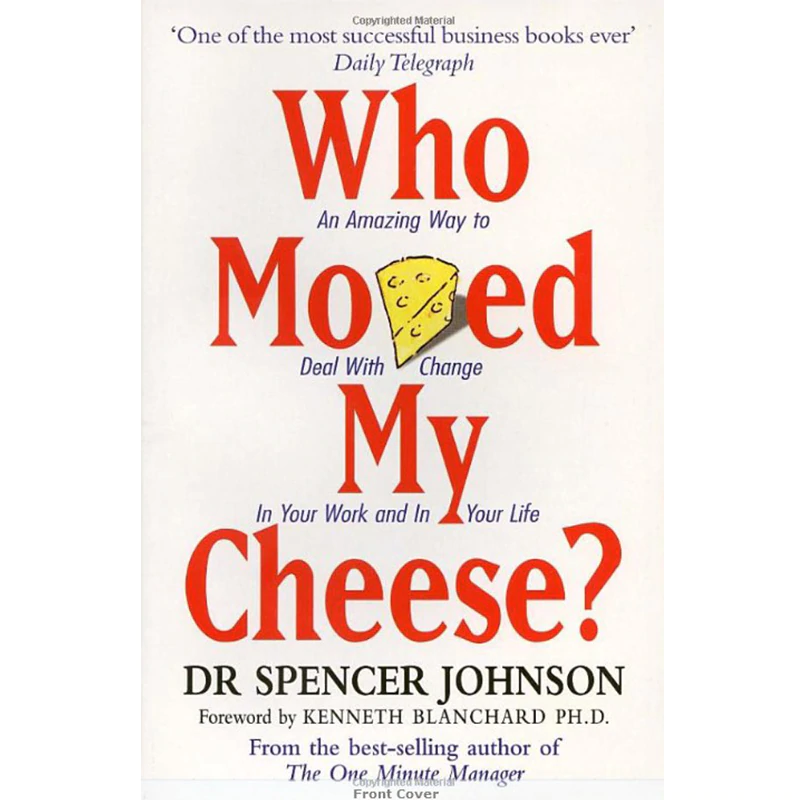 Copyrighted Material
‘One of the most successful business books ever’
Daily Telegraph
Who
An Amazing Way to
Mo ed
Deal With Change
My
In Your Work and In Your Life
Cheese?
DR SPENCER JOHNSON
Foreword by KENNETH BLANCHARD PH.D.
From the best-selling author of
The One Minute Manager
Copyrighted Material
Front Cover